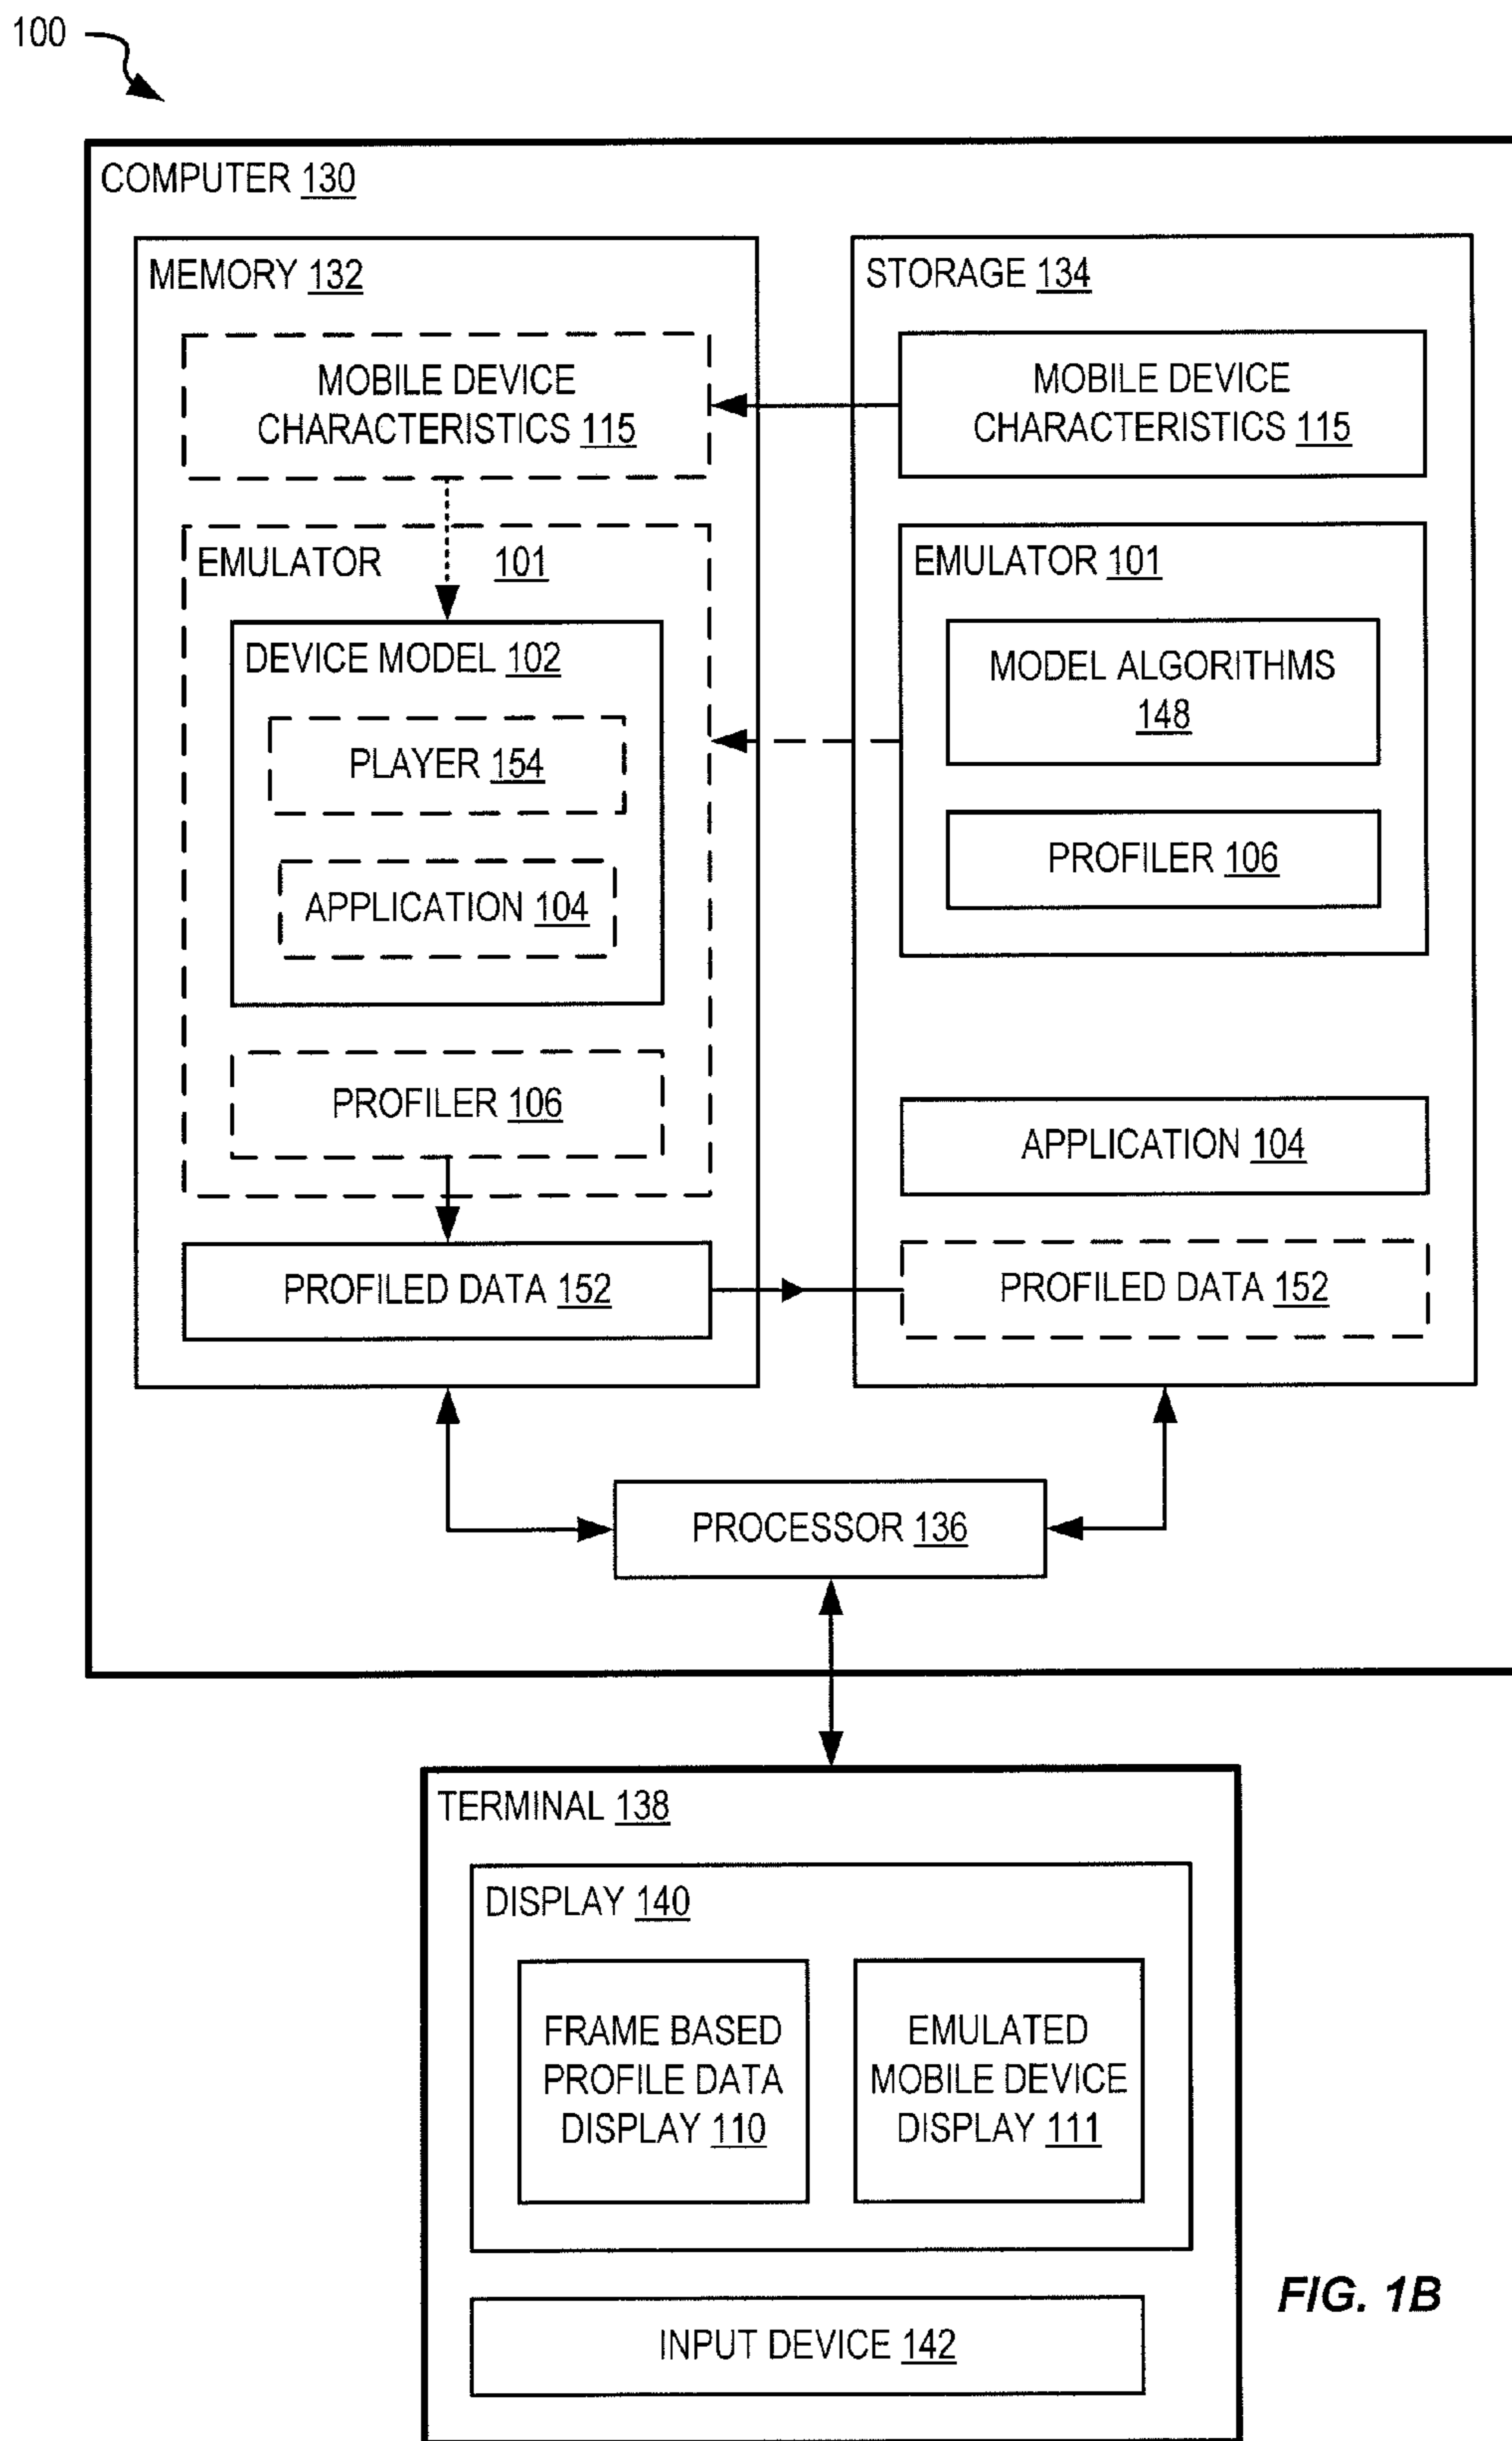 100
COMPUTER 130
MEMORY 132
MOBILE DEVICE
CHARACTERISTICS 115
EMULATOR 101
DEVICE MODEL 102
PLAYER 154
APPLICATION 104
PROFILER 106
PROFILED DATA 152
STORAGE 134
MOBILE DEVICE
CHARACTERISTICS 115
EMULATOR 101
MODEL ALGORITHMS
148
PROFILER 106
APPLICATION 104
PROFILED DATA 152
PROCESSOR 136
TERMINAL 138
DISPLAY 140
FRAME BASED
PROFILE DATA
DISPLAY 110
EMULATED
MOBILE DEVICE
DISPLAY 111
INPUT DEVICE 142
FIG. 1B